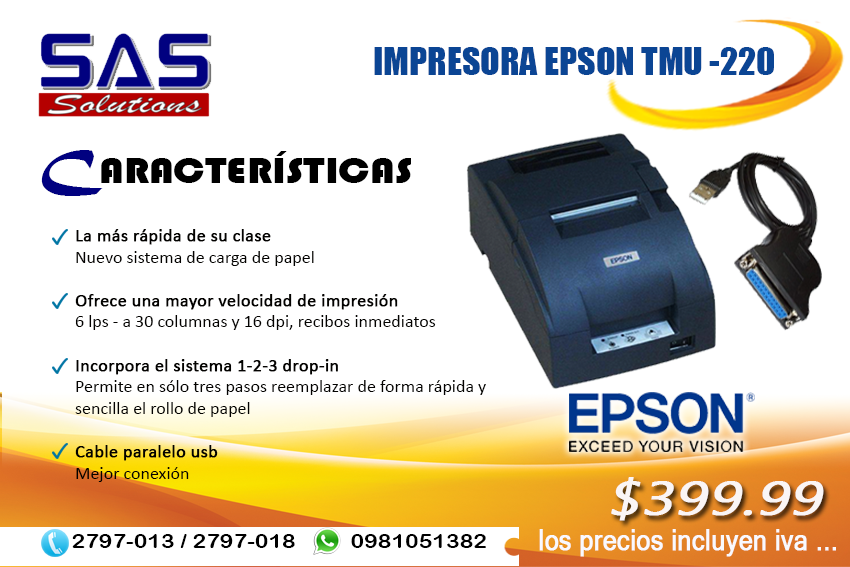 SAS
Solutions
IMPRESORA EPSON TMU -220
CARACTERÍSTICAS
La más rápida de su clase
Nuevo sistema de carga de papel
Ofrece una mayor velocidad de impresión
6 lps - a 30 columnas y 16 dpi, recibos inmediatos
Incorpora el sistema 1-2-3 drop-in
Permite en sólo tres pasos reemplazar de forma rápida y
sencilla el rollo de papel
Cable paralelo usb
Mejor conexión
EPSON
EPSON®
EXCEED YOUR VISION
$399.99
los precios incluyen iva ...
2797-013 / 2797-018 0981051382